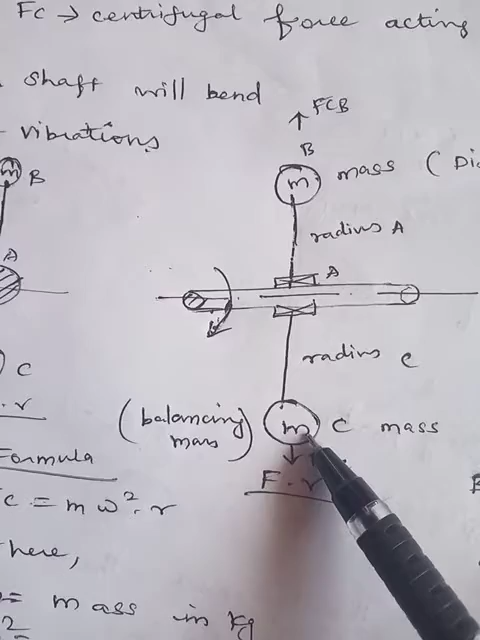 Fc → centrifugal force acting
shaft will bend
vibrations
FCB
B
m mass
m B
radius A
A
A
radius C
C
(balancing mass)
m C mass
F.r
Formula
= m ω². r
here,
mass in kg